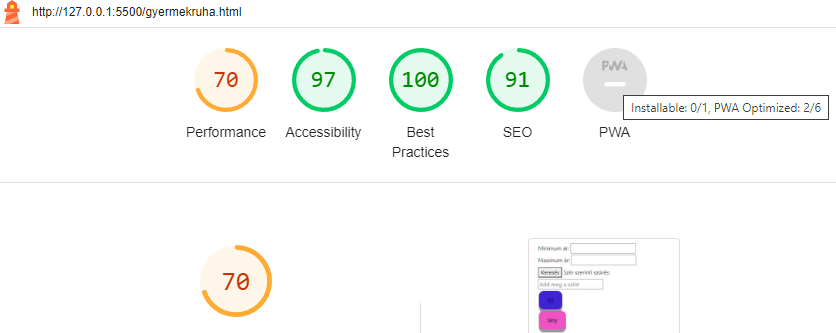 http://127.0.0.1:5500/gyermekruha.html
70
97
100
91
PWA
Performance
Accessibility
Best
Practices
SEO
PWA
Installable: 0/1, PWA Optimized: 2/6
70
Minimum ár:
Maximum ár:
Keresés Szín szerinti szűrés:
Add meg a színt
fiú
lány